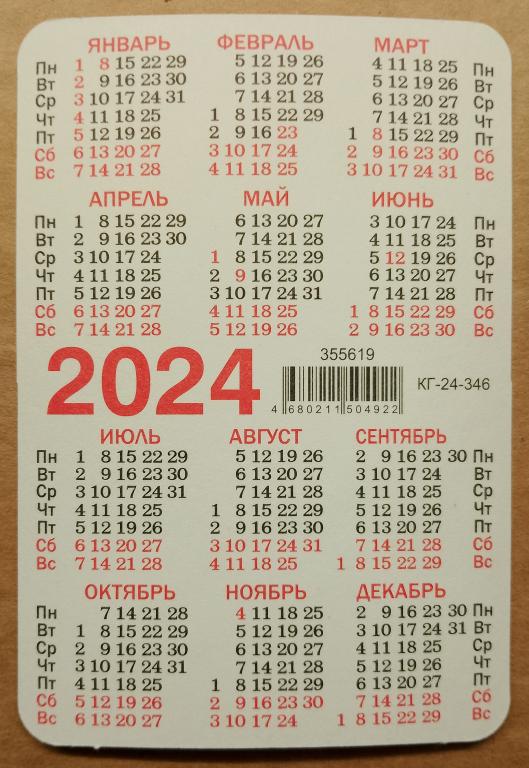 ЯНВАРЬ ФЕВРАЛЬ МАРТ
Пн 1 8 15 22 29 5 12 19 26 4 11 18 25 Пн
Вт 2 9 16 23 30 6 13 20 27 5 12 19 26 Вт
Ср 3 10 17 24 31 7 14 21 28 6 13 20 27 Ср
Чт 4 11 18 25 1 8 15 22 29 7 14 21 28 Чт
Пт 5 12 19 26 2 9 16 23 1 8 15 22 29 Пт
Сб 6 13 20 27 3 10 17 24 2 9 16 23 30 Сб
Вс 7 14 21 28 4 11 18 25 3 10 17 24 31 Вс
АПРЕЛЬ МАЙ ИЮНЬ
Пн 1 8 15 22 29 6 13 20 27 3 10 17 24 Пн
Вт 2 9 16 23 30 7 14 21 28 4 11 18 25 Вт
Ср 3 10 17 24 1 8 15 22 29 5 12 19 26 Ср
Чт 4 11 18 25 2 9 16 23 30 6 13 20 27 Чт
Пт 5 12 19 26 3 10 17 24 31 7 14 21 28 Пт
Сб 6 13 20 27 4 11 18 25 1 8 15 22 29 Сб
Вс 7 14 21 28 5 12 19 26 2 9 16 23 30 Вс
2024
355619
4 680211 504922
КГ-24-346
ИЮЛЬ АВГУСТ СЕНТЯБРЬ
Пн 1 8 15 22 29 5 12 19 26 2 9 16 23 30 Пн
Вт 2 9 16 23 30 6 13 20 27 3 10 17 24 Вт
Ср 3 10 17 24 31 7 14 21 28 4 11 18 25 Ср
Чт 4 11 18 25 1 8 15 22 29 5 12 19 26 Чт
Пт 5 12 19 26 2 9 16 23 30 6 13 20 27 Пт
Сб 6 13 20 27 3 10 17 24 31 7 14 21 28 Сб
Вс 7 14 21 28 4 11 18 25 1 8 15 22 29 Вс
ОКТЯБРЬ НОЯБРЬ ДЕКАБРЬ
Пн 7 14 21 28 4 11 18 25 2 9 16 23 30 Пн
Вт 1 8 15 22 29 5 12 19 26 3 10 17 24 31 Вт
Ср 2 9 16 23 30 6 13 20 27 4 11 18 25 Ср
Чт 3 10 17 24 31 7 14 21 28 5 12 19 26 Чт
Пт 4 11 18 25 1 8 15 22 29 6 13 20 27 Пт
Сб 5 12 19 26 2 9 16 23 30 7 14 21 28 Сб
Вс 6 13 20 27 3 10 17 24 1 8 15 22 29 Вс